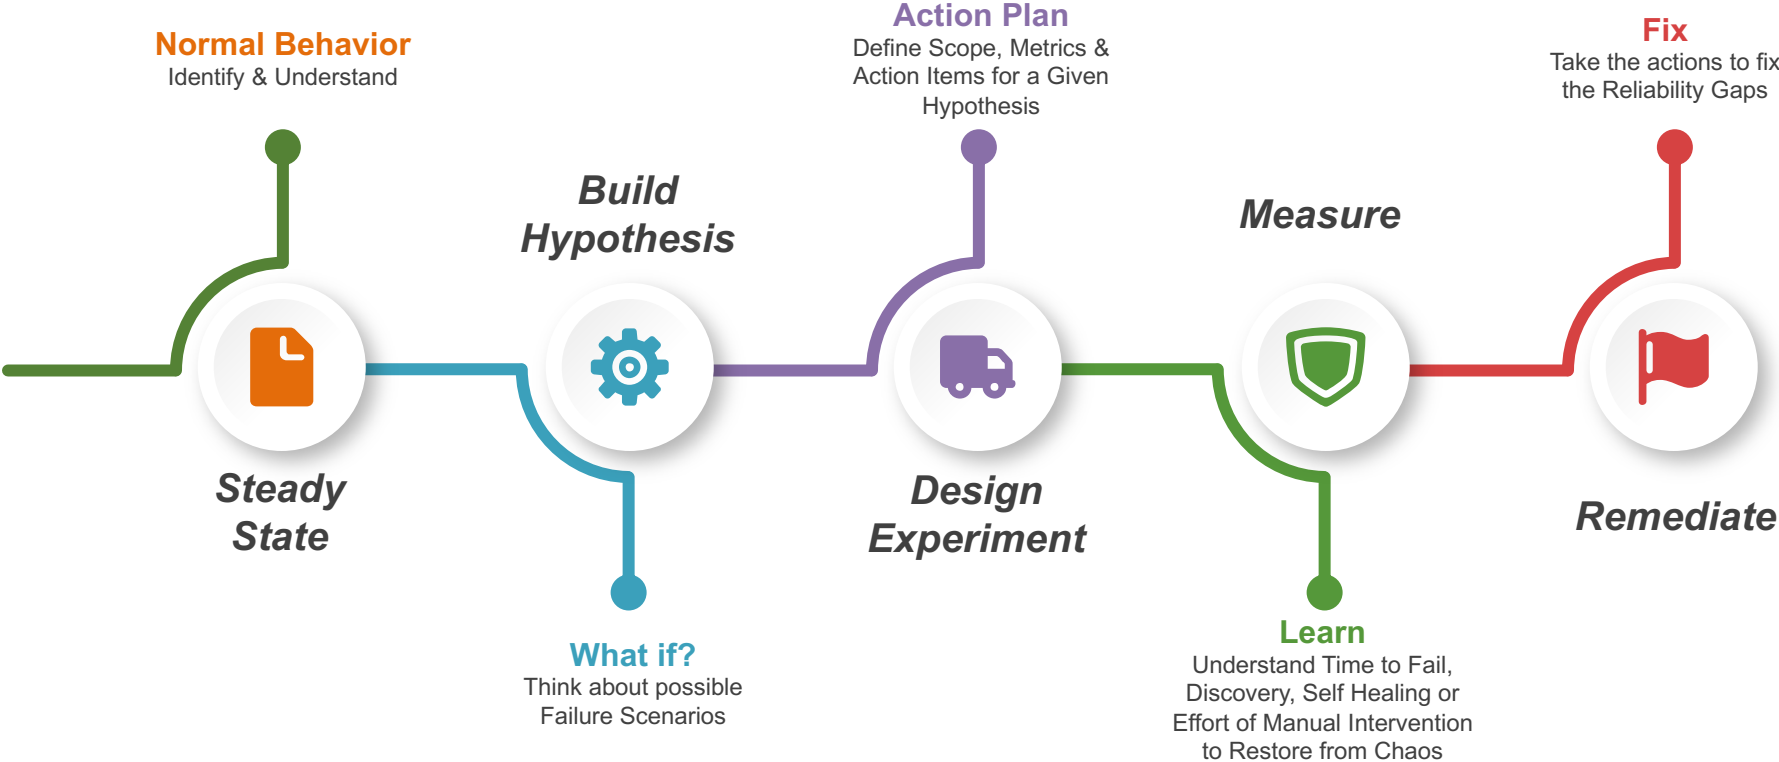 Normal Behavior
Identify & Understand
Steady
State
Build
Hypothesis
What if?
Think about possible
Failure Scenarios
Action Plan
Define Scope, Metrics &
Action Items for a Given
Hypothesis
Design
Experiment
Measure
Learn
Understand Time to Fail,
Discovery, Self Healing or
Effort of Manual Intervention
to Restore from Chaos
Fix
Take the actions to fix
the Reliability Gaps
Remediate